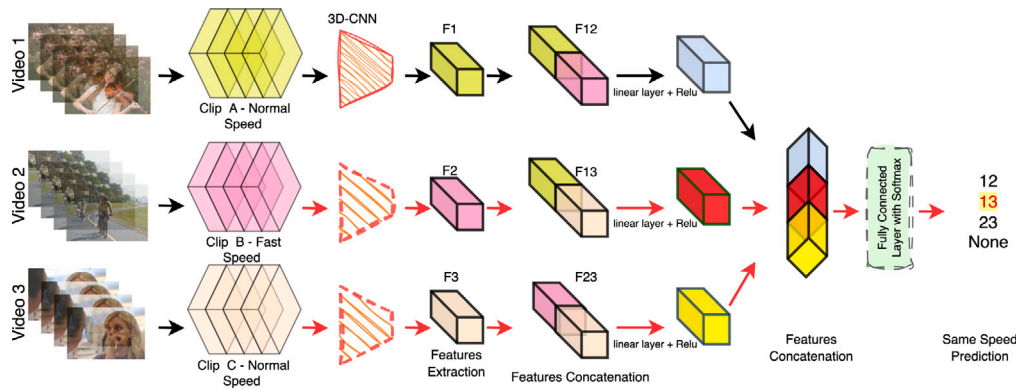 Video 1
3D-CNN
F1
F12
Clip A - Normal
Speed
linear layer + Relu
Video 2
F2
F13
Clip B - Fast
Speed
linear layer + Relu
Fully Connected
Layer with Softmax
12
13
23
None
Video 3
F3
F23
Clip C - Normal
Speed
linear layer + Relu
Features
Extraction
Features Concatenation
Features
Concatenation
Same Speed
Prediction